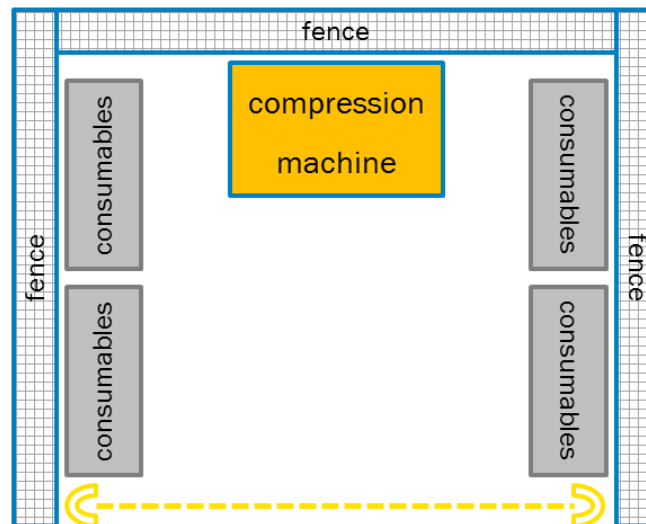 fence
compression
machine
consumables
consumables
fence
fence
consumables
consumables